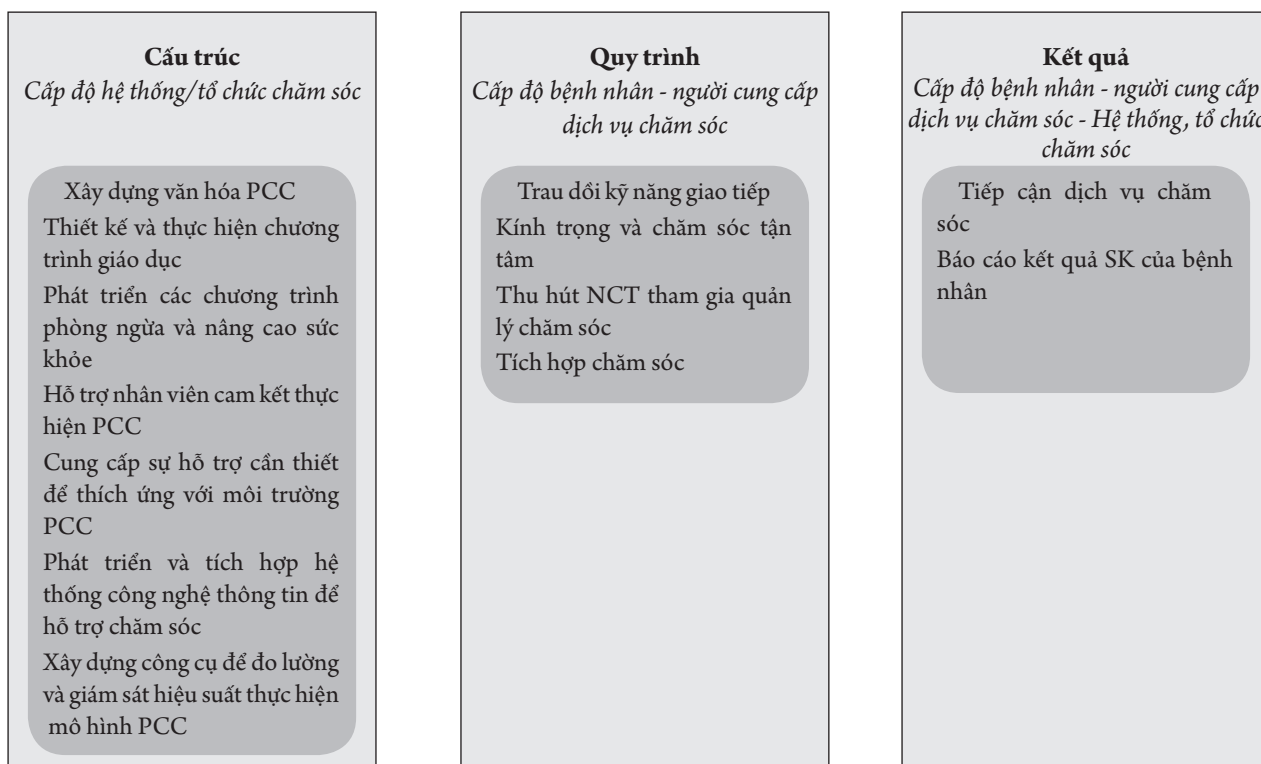 Cấu trúc
Cấp độ hệ thống/tổ chức chăm sóc
Xây dựng văn hóa PCC
Thiết kế và thực hiện chương
trình giáo dục
Phát triển các chương trình
phòng ngừa và nâng cao sức
khỏe
Hỗ trợ nhân viên cam kết thực
hiện PCC
Cung cấp sự hỗ trợ cần thiết
để thích ứng với môi trường
PCC
Phát triển và tích hợp hệ
thống công nghệ thông tin để
hỗ trợ chăm sóc
Xây dựng công cụ để đo lường
và giám sát hiệu suất thực hiện
mô hình PCC
Quy trình
Cấp độ bệnh nhân - người cung cấp
dịch vụ chăm sóc
Trau dồi kỹ năng giao tiếp
Kính trọng và chăm sóc tận
tâm
Thu hút NCT tham gia quản
lý chăm sóc
Tích hợp chăm sóc
Kết quả
Cấp độ bệnh nhân - người cung cấp
dịch vụ chăm sóc - Hệ thống, tổ chức
chăm sóc
Tiếp cận dịch vụ chăm
sóc
Báo cáo kết quả SK của bệnh
nhân